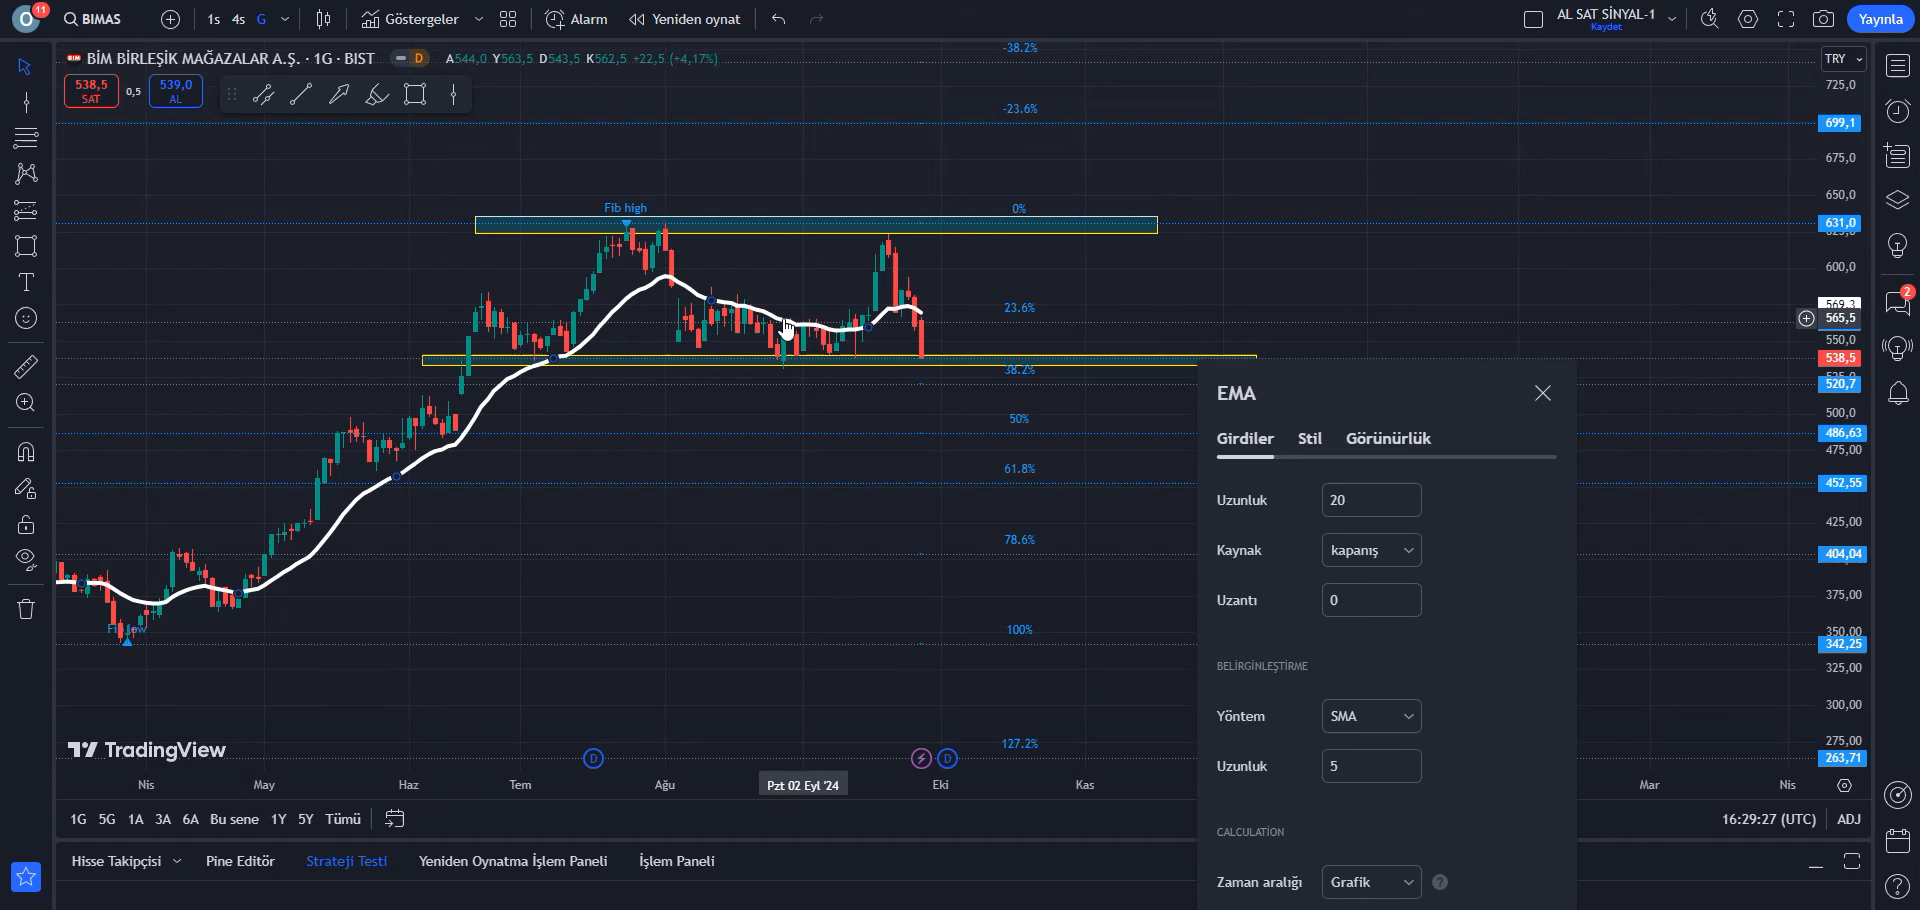 O 11
BIMAS
1s
4s
G
Göstergeler
Alarm
Yeniden oynat
AL SAT SİNYAL-1
Kaydet
Yayınla
BİM BİRLEŞİK MAĞAZALAR A.Ş. · 1G · BIST
D
A544,0 Y563,5 D543,5 K562,5 +22,5 (+4,17%)
TRY
538,5
SAT
0,5
539,0
AL
-38.2%
-23.6%
0%
23.6%
38.2%
50%
61.8%
78.6%
100%
127.2%
Fib high
725,0
699,1
675,0
650,0
631,0
600,0
569,3
565,5
550,0
538,5
520,7
500,0
486,63
475,00
452,55
425,00
404,04
375,00
350,00
342,25
325,00
300,00
275,00
263,71
2
EMA
Girdiler
Stil
Görünürlük
Uzunluk
20
Kaynak
kapanış
Uzantı
0
BELİRGİNLEŞTİRME
Yöntem
SMA
Uzunluk
5
CALCULATION
Zaman aralığı
Grafik
?
TradingView
D
D
Nis
May
Haz
Tem
Ağu
Pzt 02 Eyl '24
Eki
Kas
Mar
Nis
1G
5G
1A
3A
6A
Bu sene
1Y
5Y
Tümü
16:29:27 (UTC)
ADJ
Hisse Takipçisi
Pine Editör
Strateji Testi
Yeniden Oynatma İşlem Paneli
İşlem Paneli